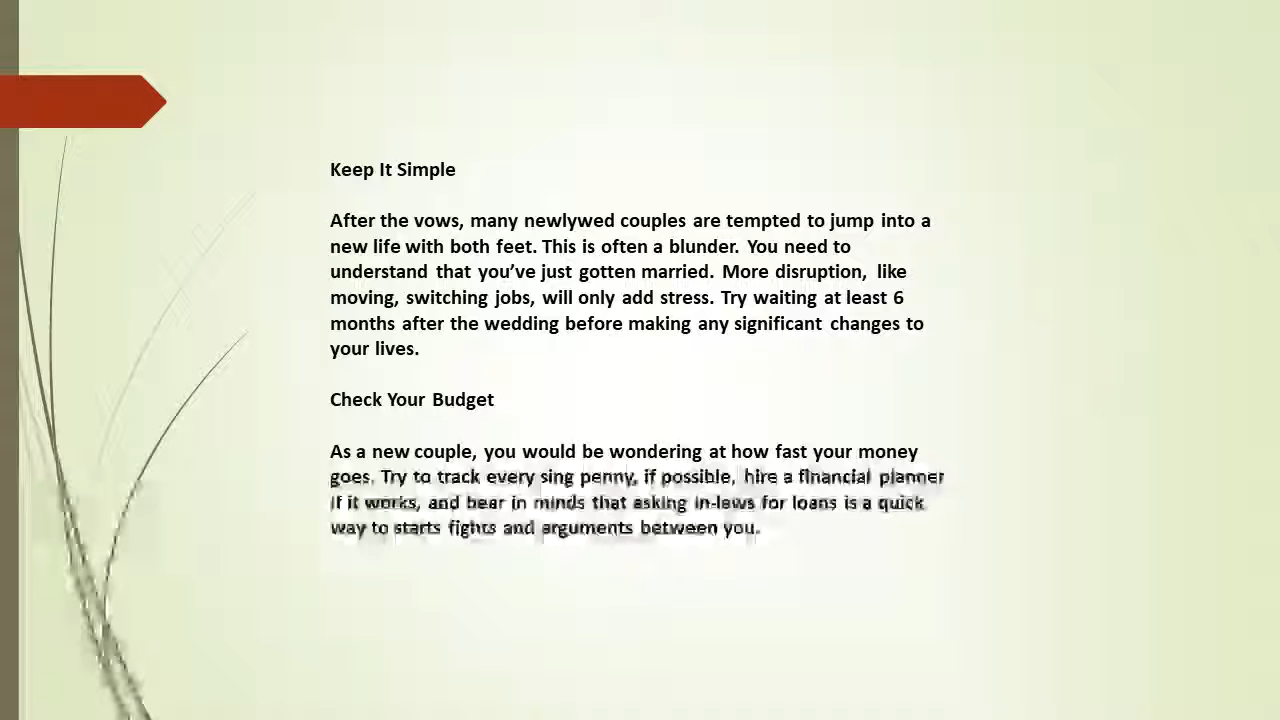 Keep It Simple
After the vows, many newlywed couples are tempted to jump into a
new life with both feet. This is often a blunder. You need to
understand that you’ve just gotten married. More disruption, like
moving, switching jobs, will only add stress. Try waiting at least 6
months after the wedding before making any significant changes to
your lives.
Check Your Budget
As a new couple, you would be wondering at how fast your money
goes. Try to track every sing penny, if possible, hire a financial planner
if it works, and bear in minds that asking in-laws for loans is a quick
way to starts fights and arguments between you.